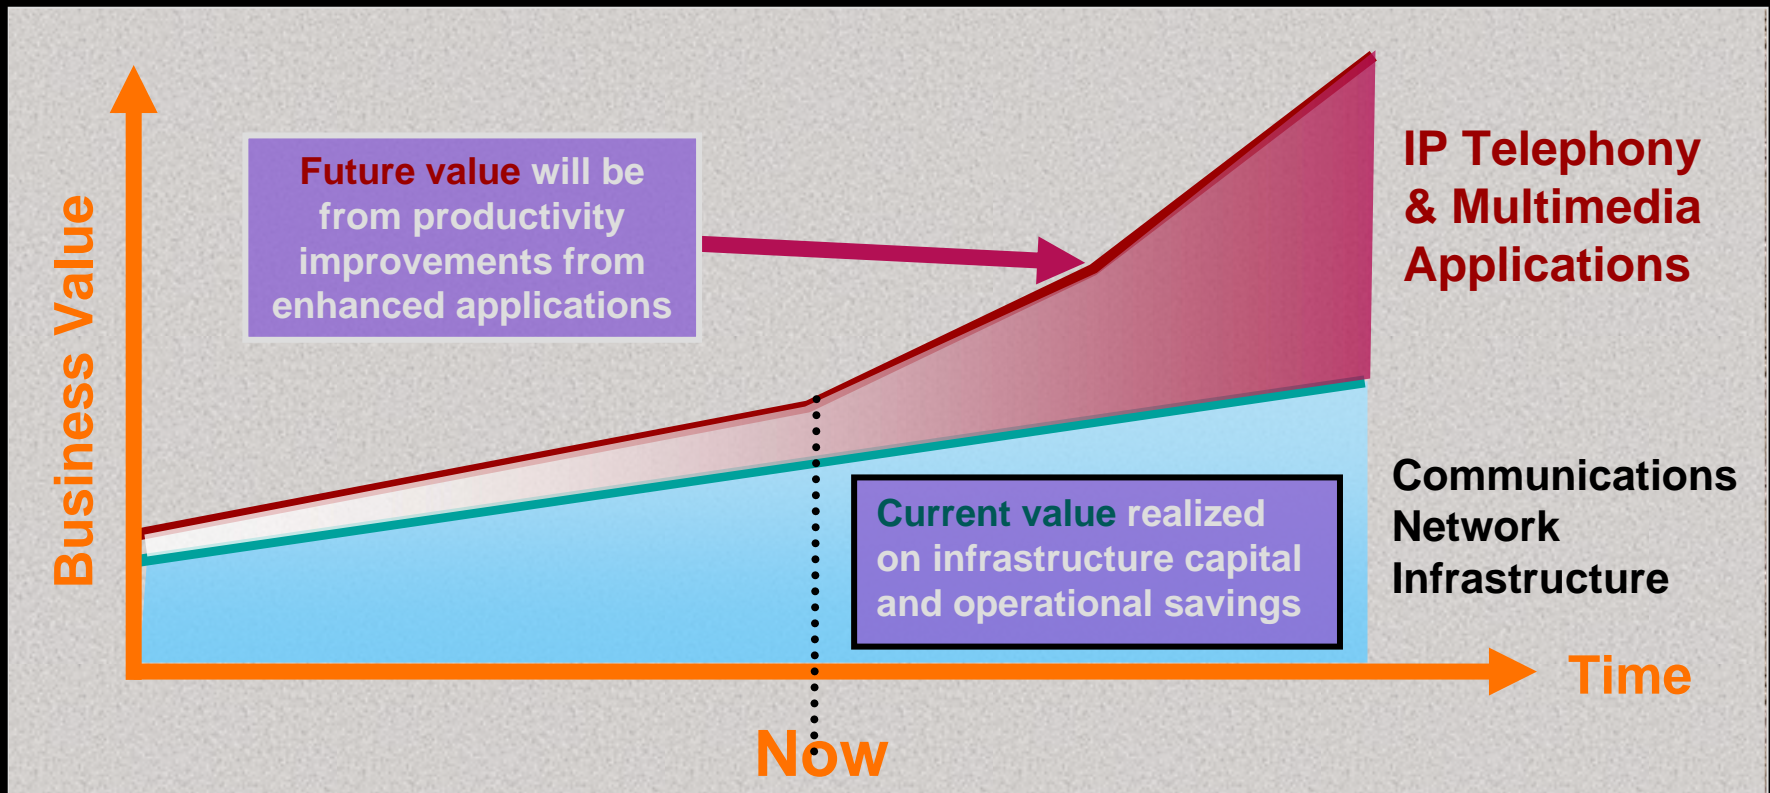 Business Value
Future value will be
from productivity
improvements from
enhanced applications
IP Telephony
& Multimedia
Applications
Current value realized
on infrastructure capital
and operational savings
Communications
Network
Infrastructure
Time
Now